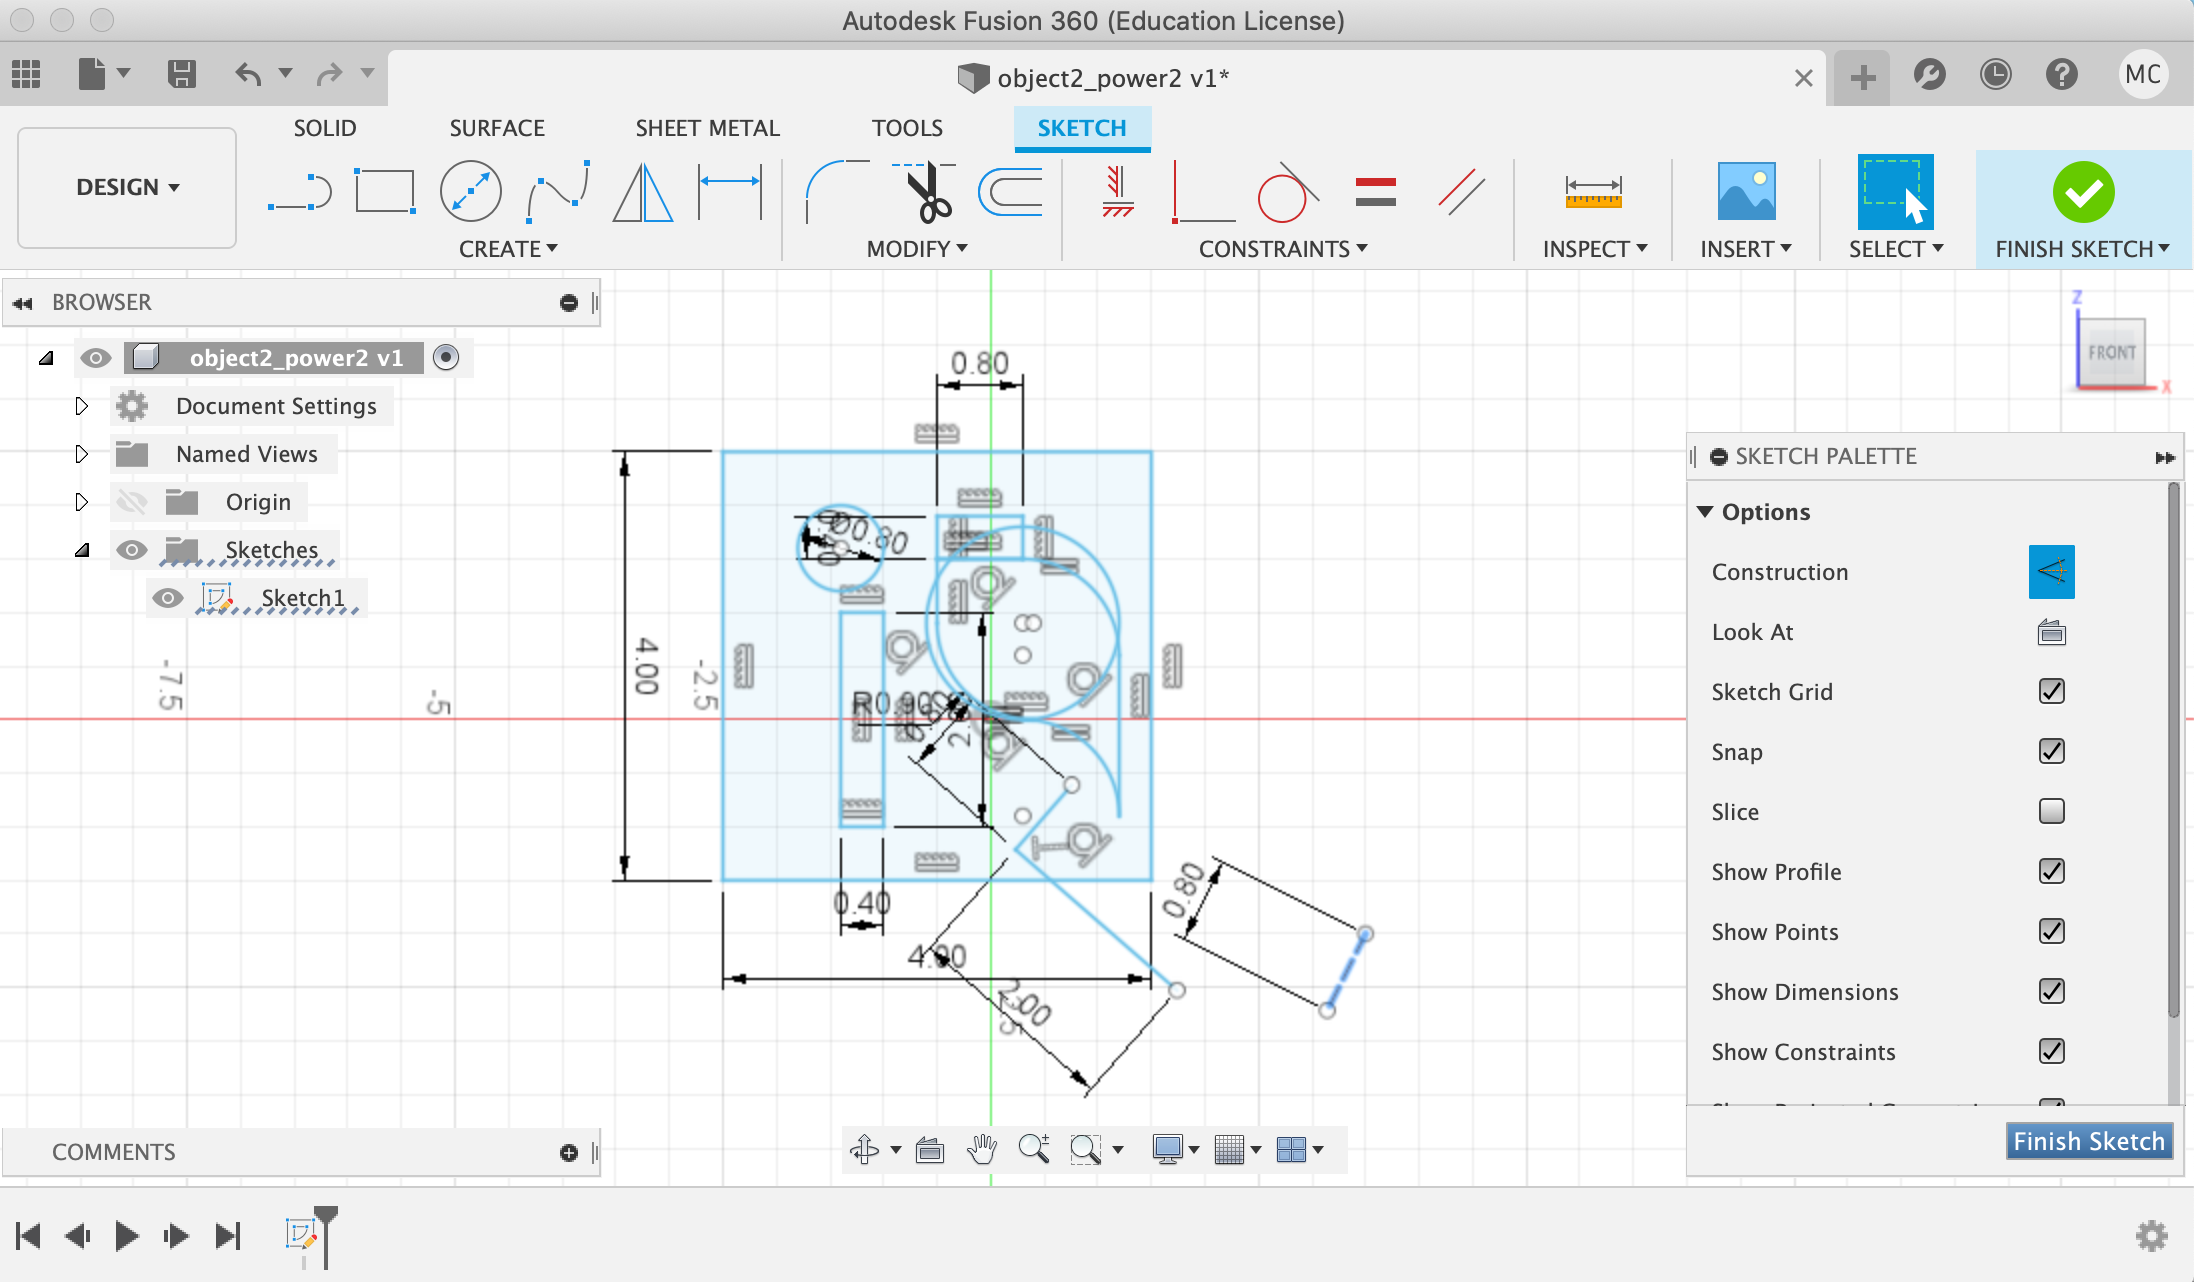 Autodesk Fusion 360 (Education License)
object2_power2 v1*
MC
SOLID SURFACE SHEET METAL TOOLS SKETCH
DESIGN
CREATE MODIFY CONSTRAINTS INSPECT INSERT SELECT FINISH SKETCH
BROWSER
object2_power2 v1
Document Settings
Named Views
Origin
Sketches
Sketch1
-7.5
-5
-2.5
0.80
4.00
00.80
R0.90
0.40
4.00
2.00
0.80
Z
FRONT
X
SKETCH PALETTE
Options
Construction
Look At
Sketch Grid
Snap
Slice
Show Profile
Show Points
Show Dimensions
Show Constraints
Finish Sketch
COMMENTS